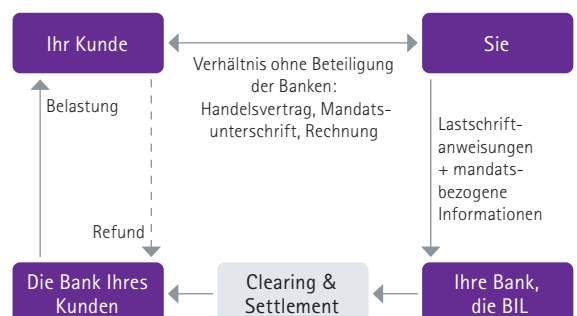 Ihr Kunde
Sie
Verhältnis ohne Beteiligung
der Banken:
Handelsvertrag, Mandats-
unterschrift, Rechnung
Belastung
Refund
Lastschrift-
anweisungen
+ mandats-
bezogene
Informationen
Die Bank Ihres
Kunden
Clearing &
Settlement
Ihre Bank,
die BIL